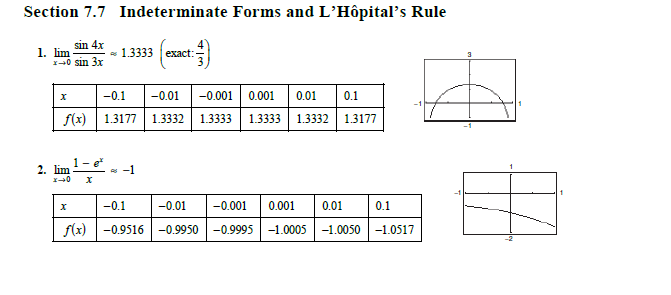 Section 7.7 Indeterminate Forms and L'Hôpital's Rule
1. lim x→0 sin 4x / sin 3x ≈ 1.3333 (exact: 4/3)
x −0.1 −0.01 −0.001 0.001 0.01 0.1
f(x) 1.3177 1.3332 1.3333 1.3333 1.3332 1.3177
3
−1 1
−1
2. lim x→0 1 − eˣ / x ≈ −1
x −0.1 −0.01 −0.001 0.001 0.01 0.1
f(x) −0.9516 −0.9950 −0.9995 −1.0005 −1.0050 −1.0517
1
−1 1
−2